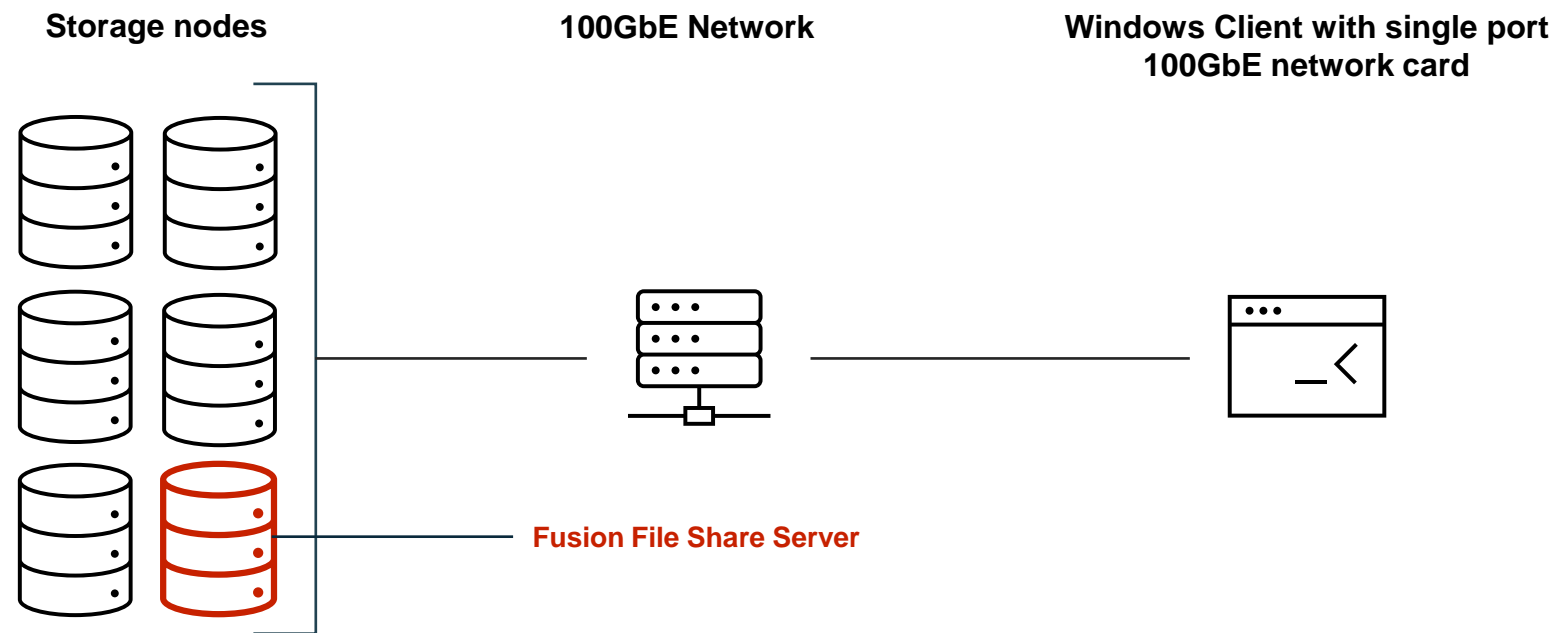 Storage nodes
100GbE Network
Windows Client with single port
100GbE network card
Fusion File Share Server